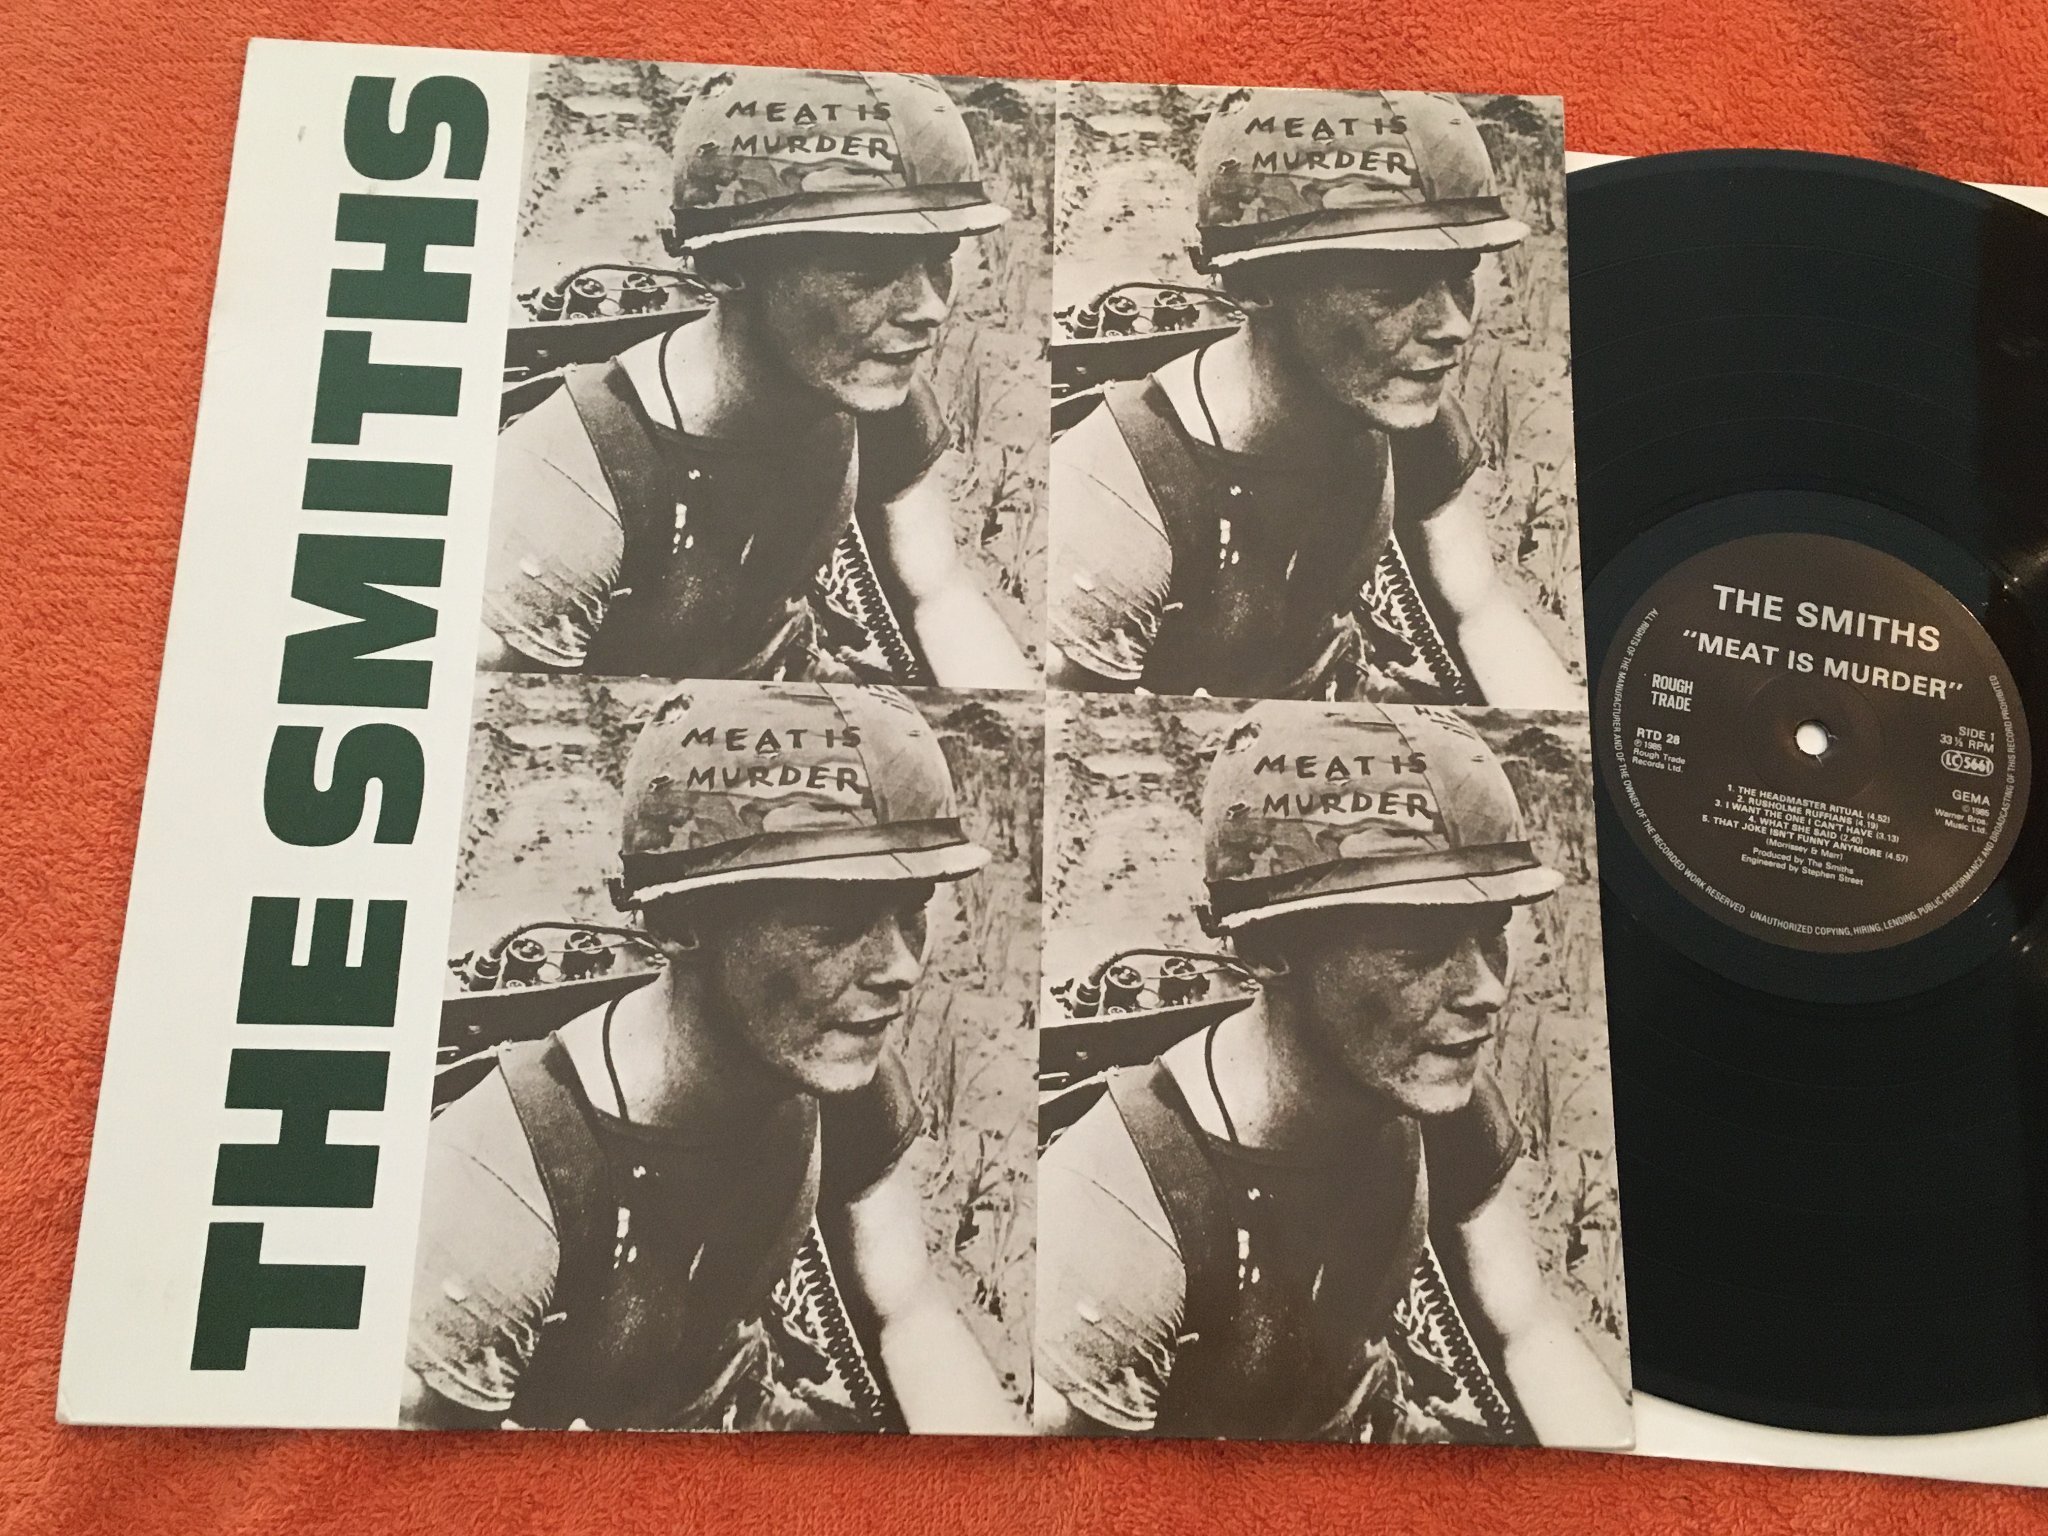 THE SMITHS
MEAT IS
MURDER
MEAT IS
MURDER
MEAT IS
MURDER
MEAT IS
MURDER
THE SMITHS
"MEAT IS MURDER"
ROUGH
TRADE
RTD 28
℗ 1985
Rough Trade
Records Ltd.
SIDE 1
33⅓ RPM
LC 5661
GEMA
© 1985
Warner Bros.
Music Ltd.
1. THE HEADMASTER RITUAL (4.52)
2. RUSHOLME RUFFIANS (4.19)
3. I WANT THE ONE I CAN'T HAVE (3.13)
4. WHAT SHE SAID (2.40)
5. THAT JOKE ISN'T FUNNY ANYMORE (4.57)
(Morrissey & Marr)
Produced by The Smiths
Engineered by Stephen Street
ALL RIGHTS OF THE MANUFACTURER AND OF THE OWNER OF THE RECORDED WORK RESERVED · UNAUTHORIZED COPYING, HIRING, LENDING, PUBLIC PERFORMANCE AND BROADCASTING OF THIS RECORD PROHIBITED